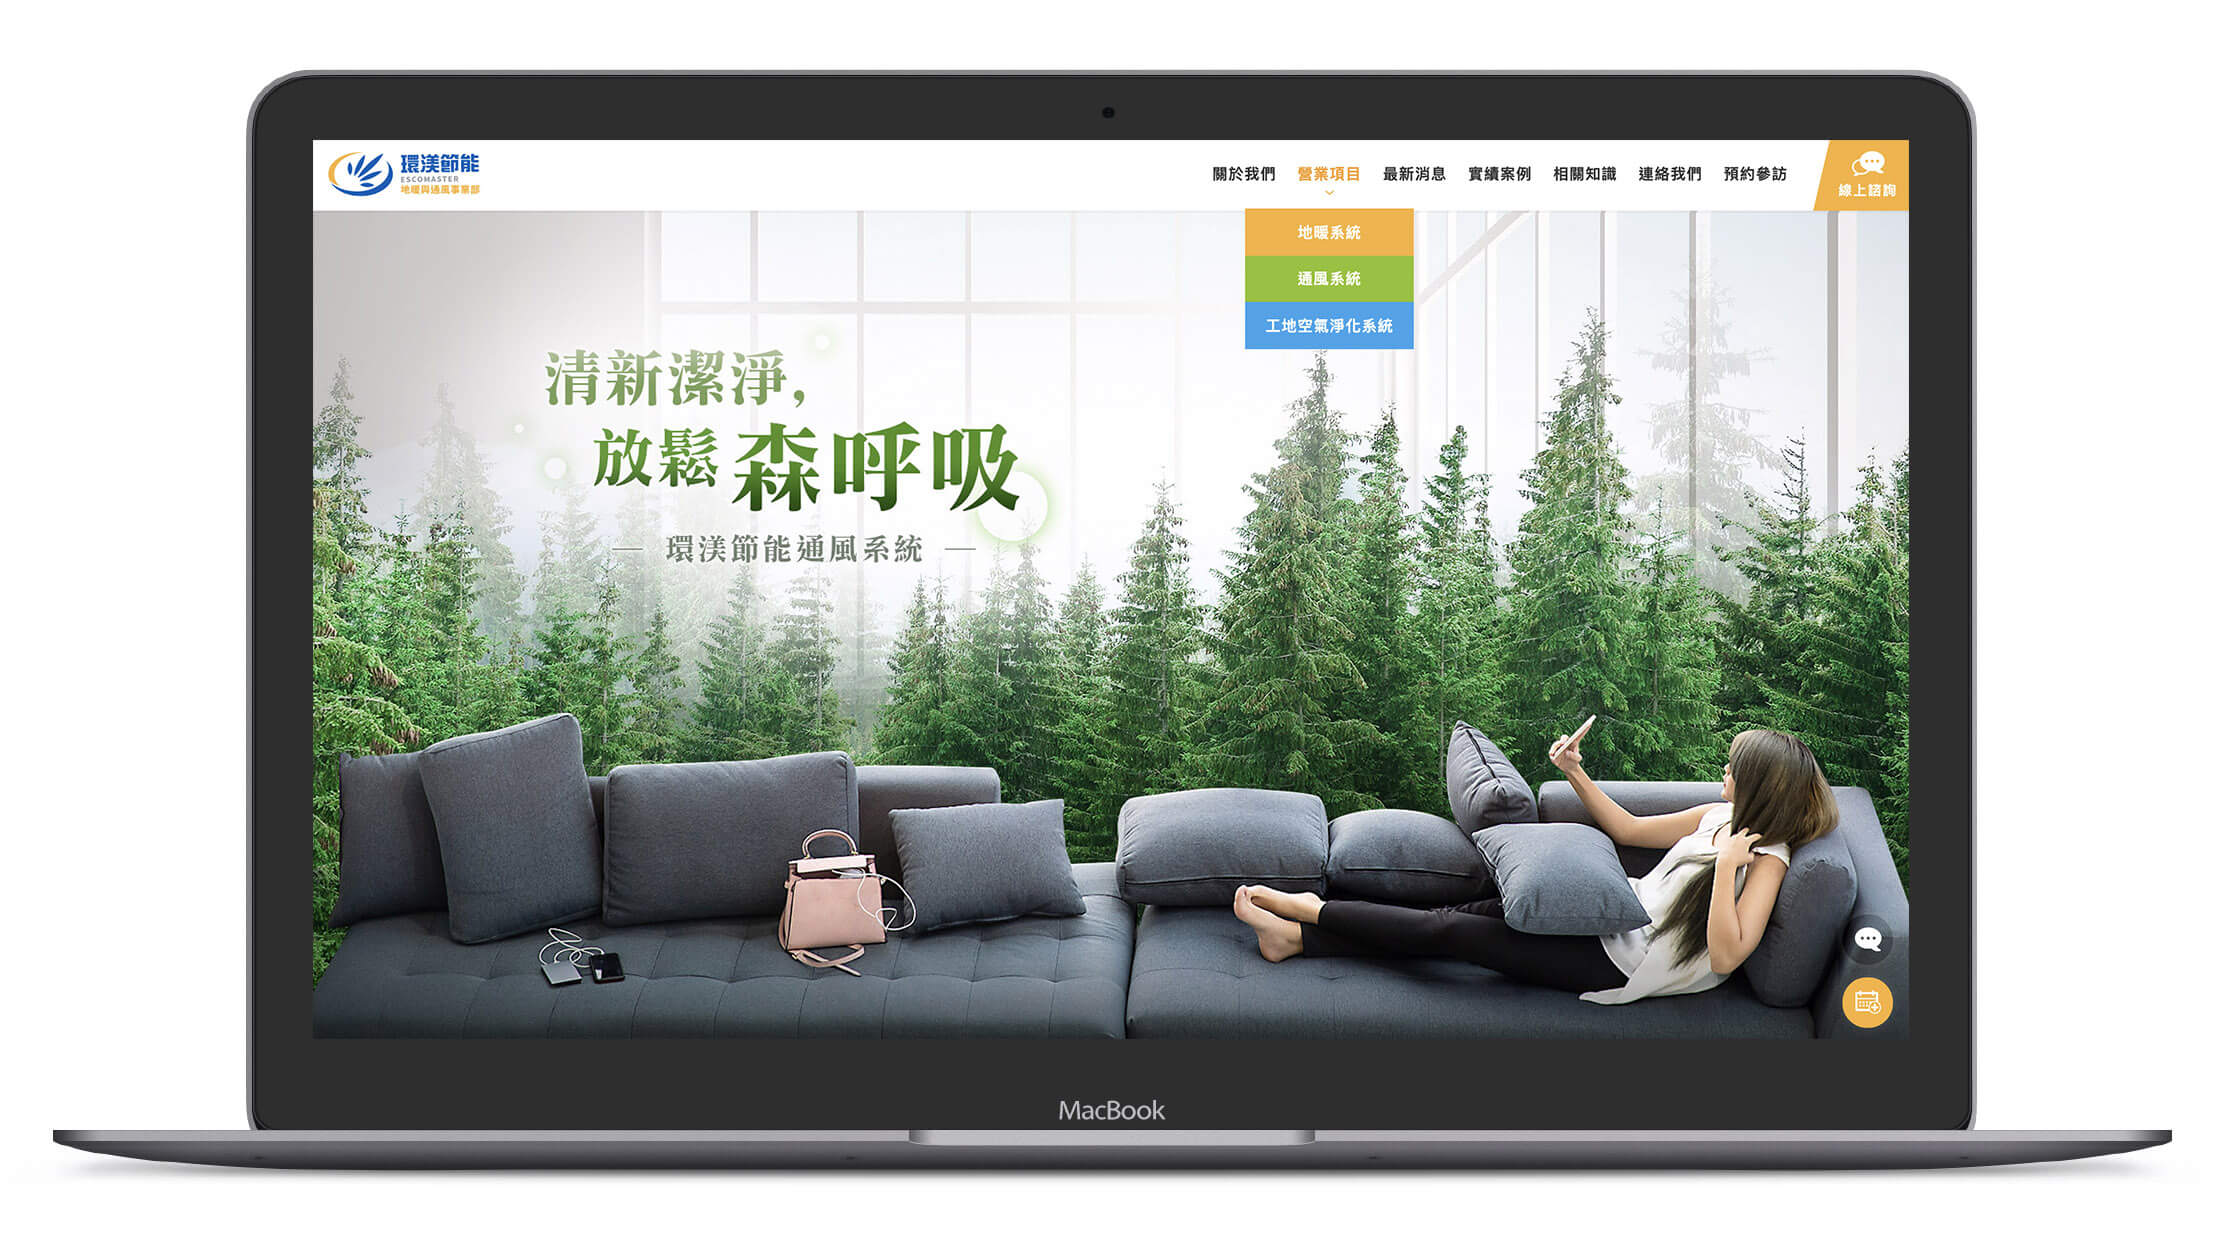 環渼節能
ESCOMASTER
地暖與通風事業部
關於我們 營業項目 最新消息 實績案例 相關知識 連絡我們 預約參訪
線上諮詢
地暖系統
通風系統
工地空氣淨化系統
清新潔淨,
放鬆森呼吸
環渼節能通風系統
MacBook